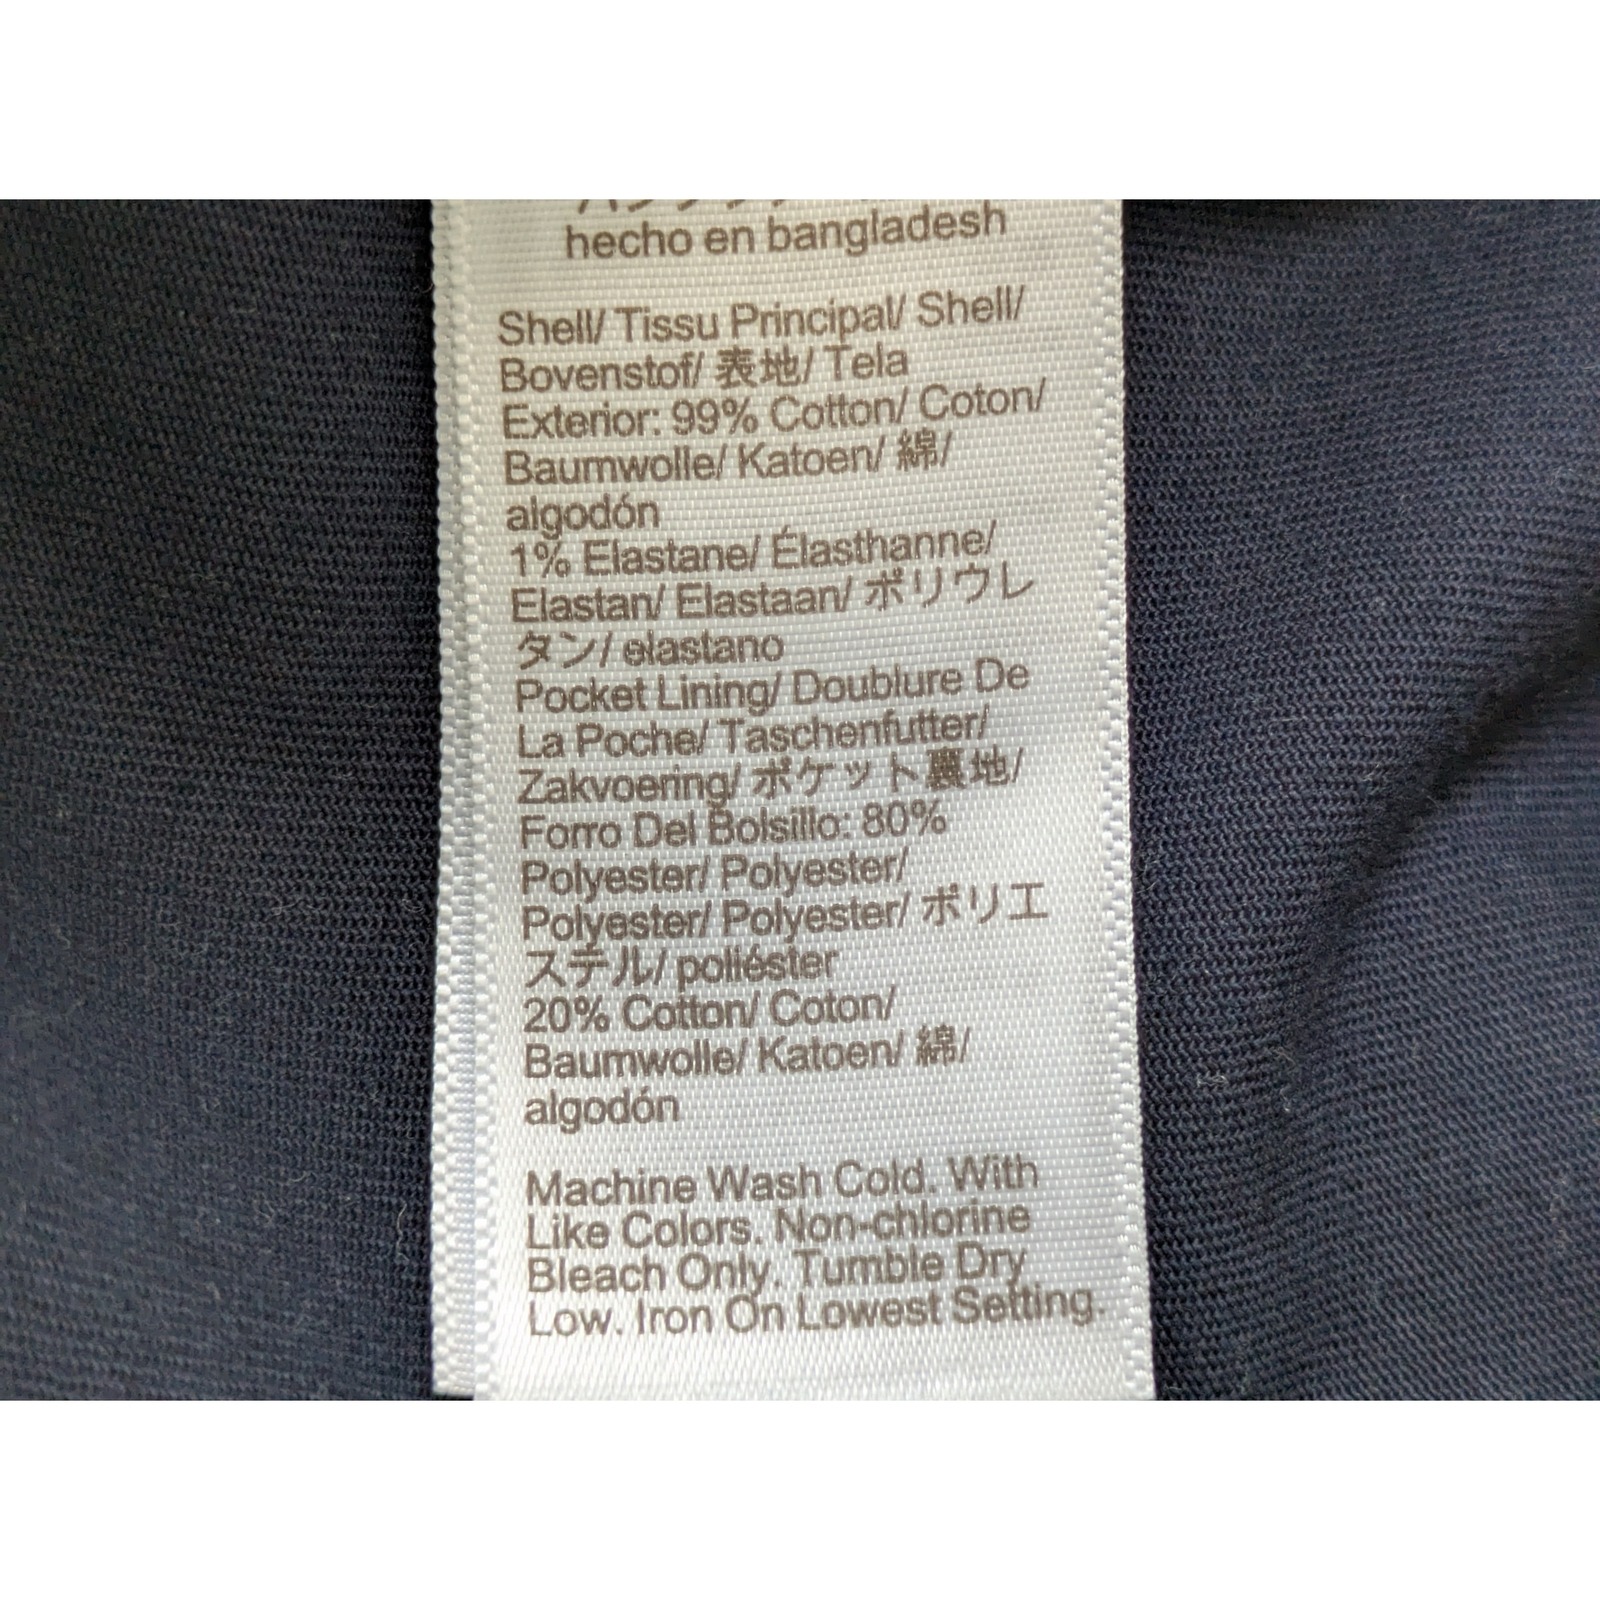 hecho en bangladesh
Shell/ Tissu Principal/ Shell/
Bovenstof/ 表地/ Tela
Exterior: 99% Cotton/ Coton/
Baumwolle/ Katoen/ 綿/
algodón
1% Elastane/ Élasthanne/
Elastan/ Elastaan/ ポリウレ
タン/ elastano
Pocket Lining/ Doublure De
La Poche/ Taschenfutter/
Zakvoering/ ポケット裏地/
Forro Del Bolsillo: 80%
Polyester/ Polyester/
Polyester/ Polyester/ ポリエ
ステル/ poliéster
20% Cotton/ Coton/
Baumwolle/ Katoen/ 綿/
algodón
Machine Wash Cold. With
Like Colors. Non-chlorine
Bleach Only. Tumble Dry
Low. Iron On Lowest Setting.